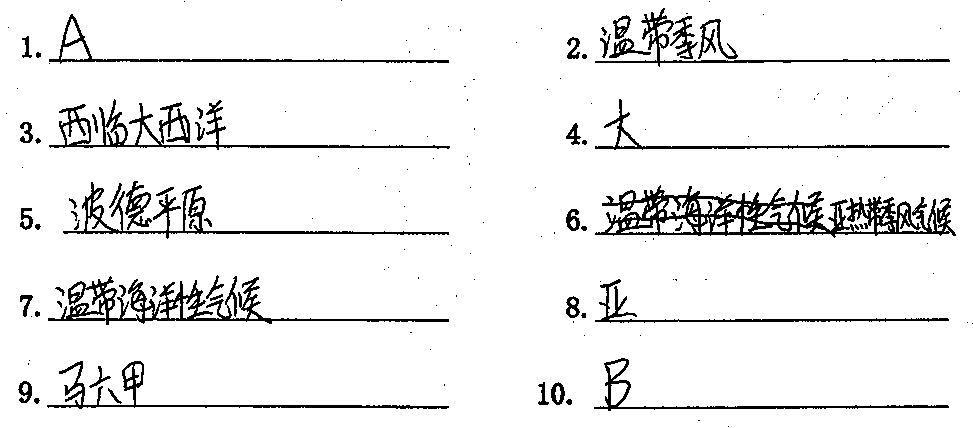 1. A 2. 温带季风
3. 西临大西洋 4. 大
5. 波德平原 6. 温带海洋性气候亚热带季风气候
7. 温带海洋性气候 8. 亚
9. 马六甲 10. B